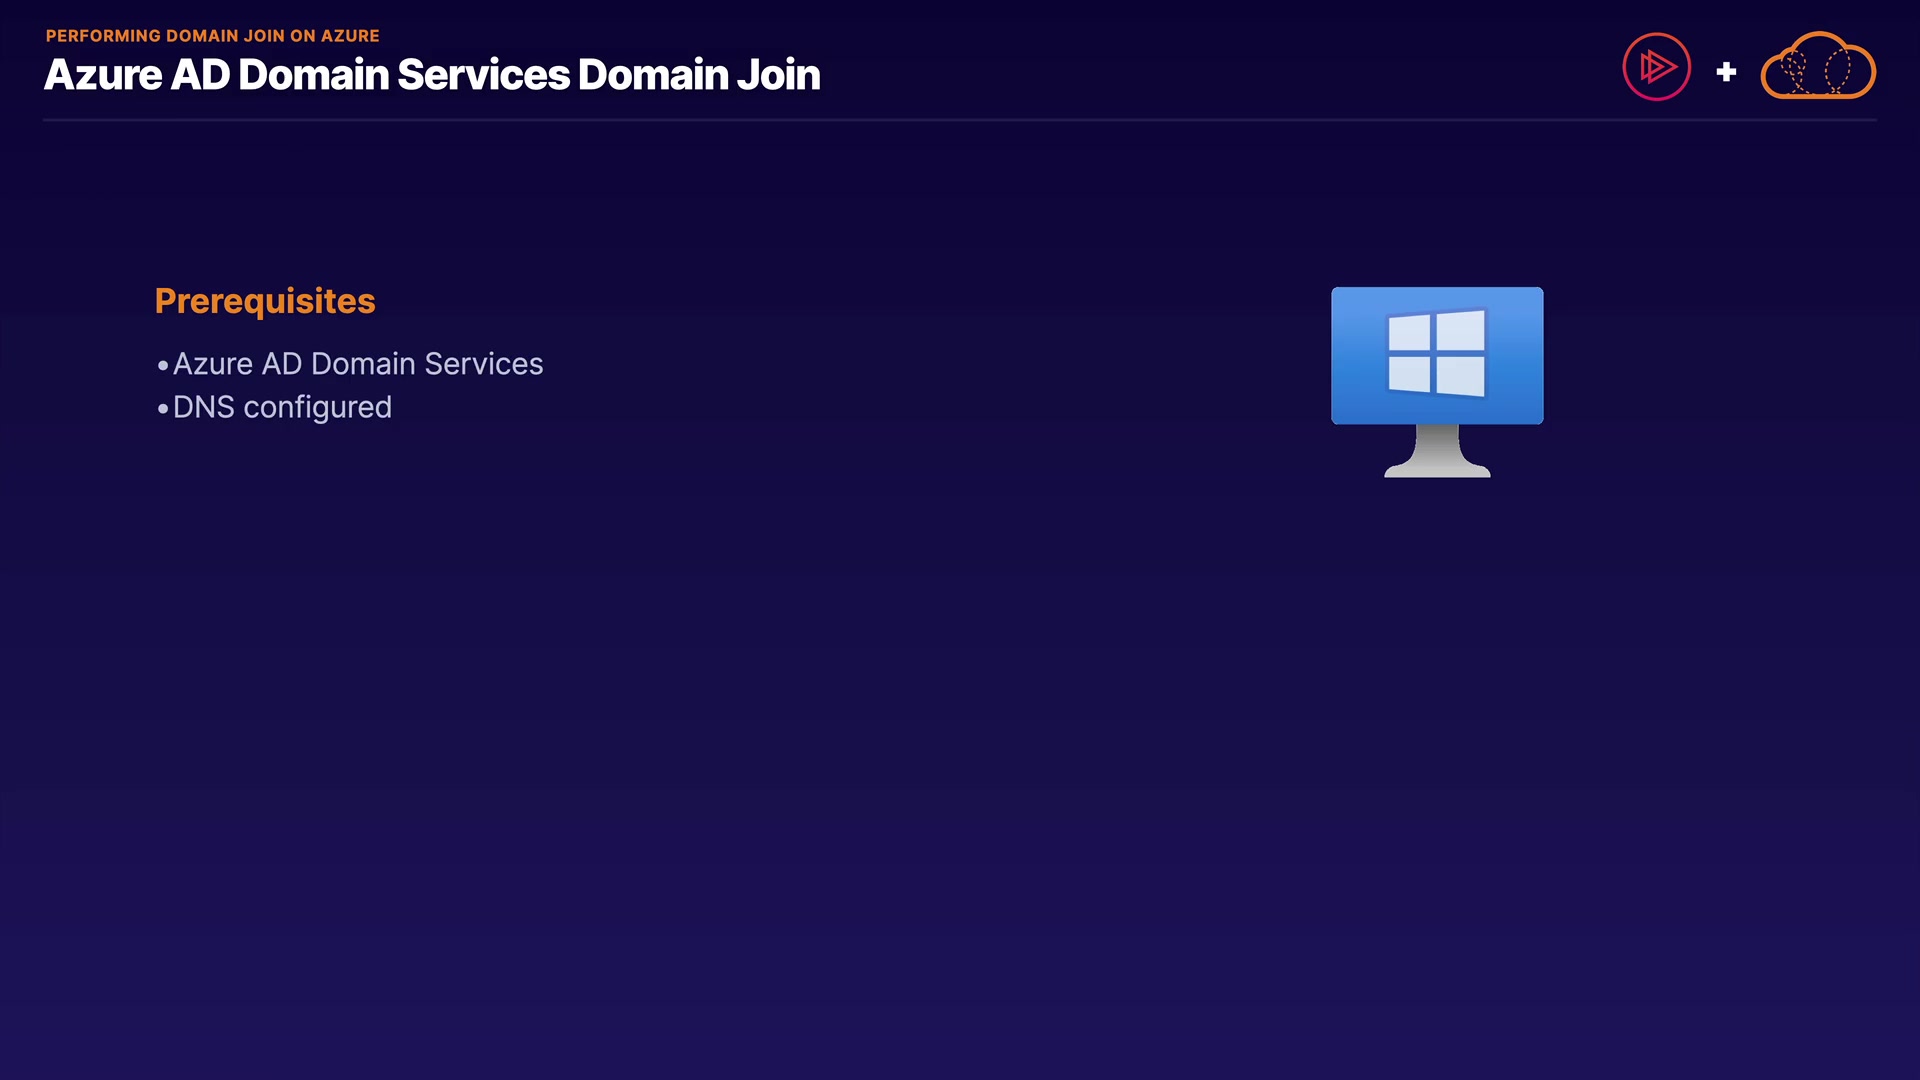 PERFORMING DOMAIN JOIN ON AZURE
Azure AD Domain Services Domain Join
Prerequisites
•Azure AD Domain Services
•DNS configured